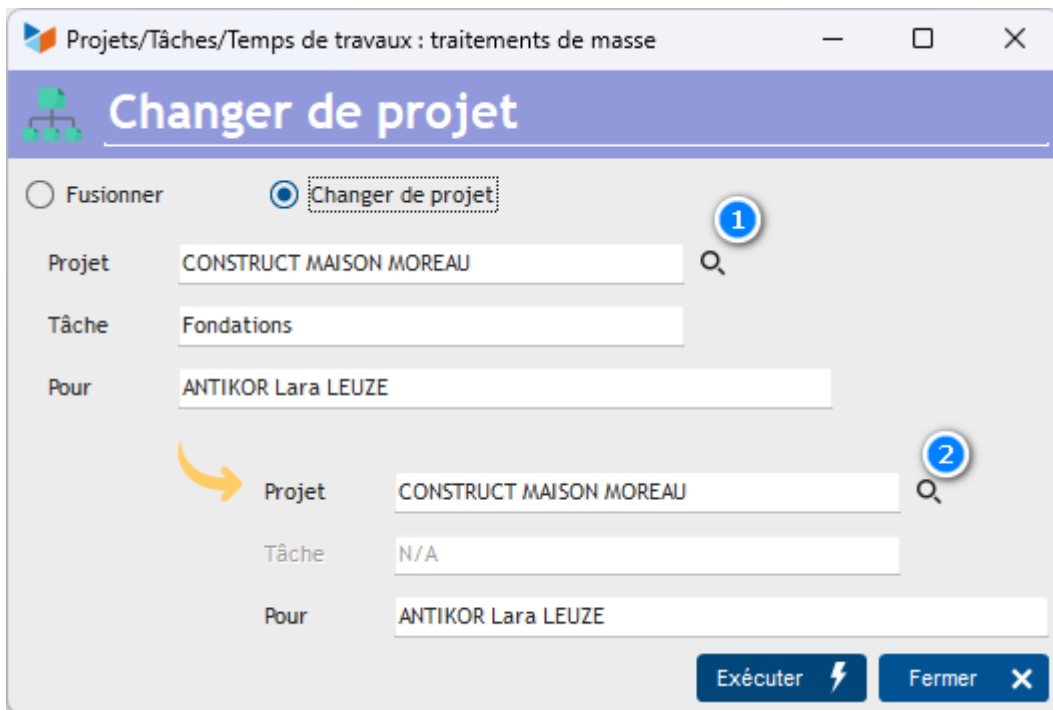 Projets/Tâches/Temps de travaux : traitements de masse
Changer de projet
Fusionner Changer de projet
1
Projet CONSTRUCT MAISON MOREAU
Tâche Fondations
Pour ANTIKOR Lara LEUZE
2
Projet CONSTRUCT MAISON MOREAU
Tâche N/A
Pour ANTIKOR Lara LEUZE
Exécuter Fermer